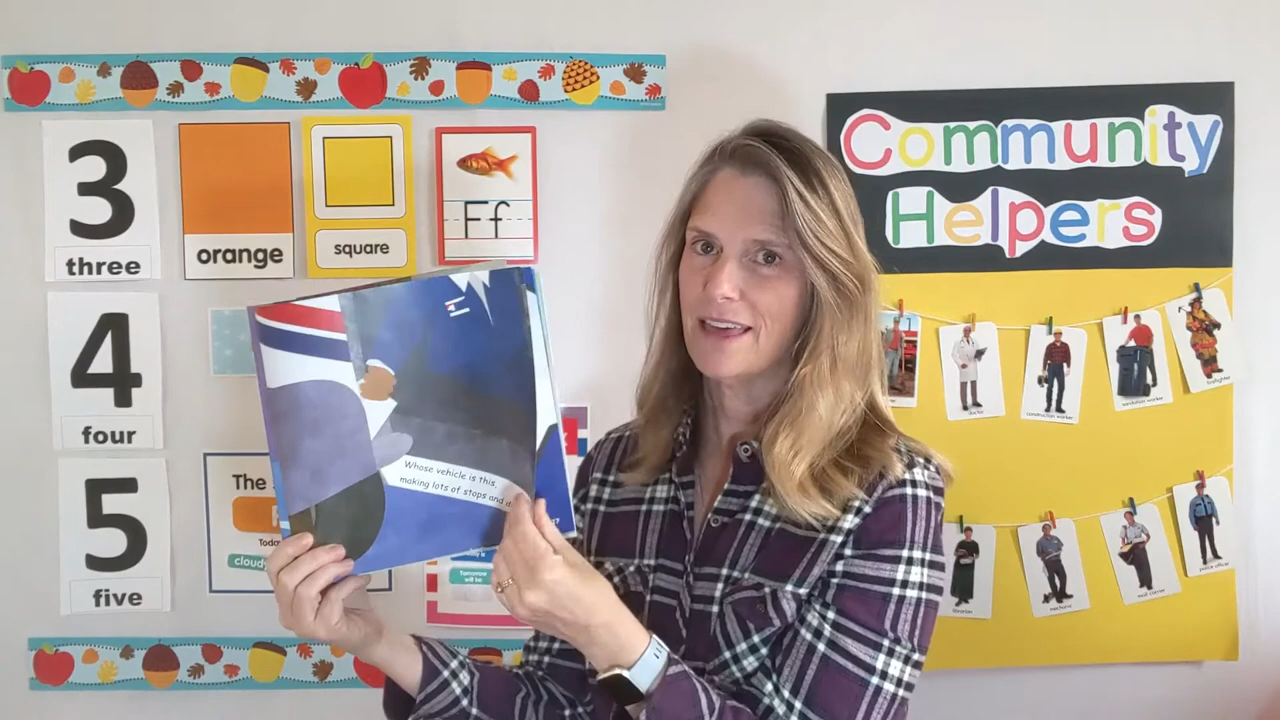 3
three
orange
square
Ff
4
four
5
five
The
Today
cloudy
Tomorrow
will be
Whose vehicle is this,
making lots of stops and
Community
Helpers
doctor
construction worker
sanitation worker
firefighter
librarian
mechanic
mail carrier
police officer